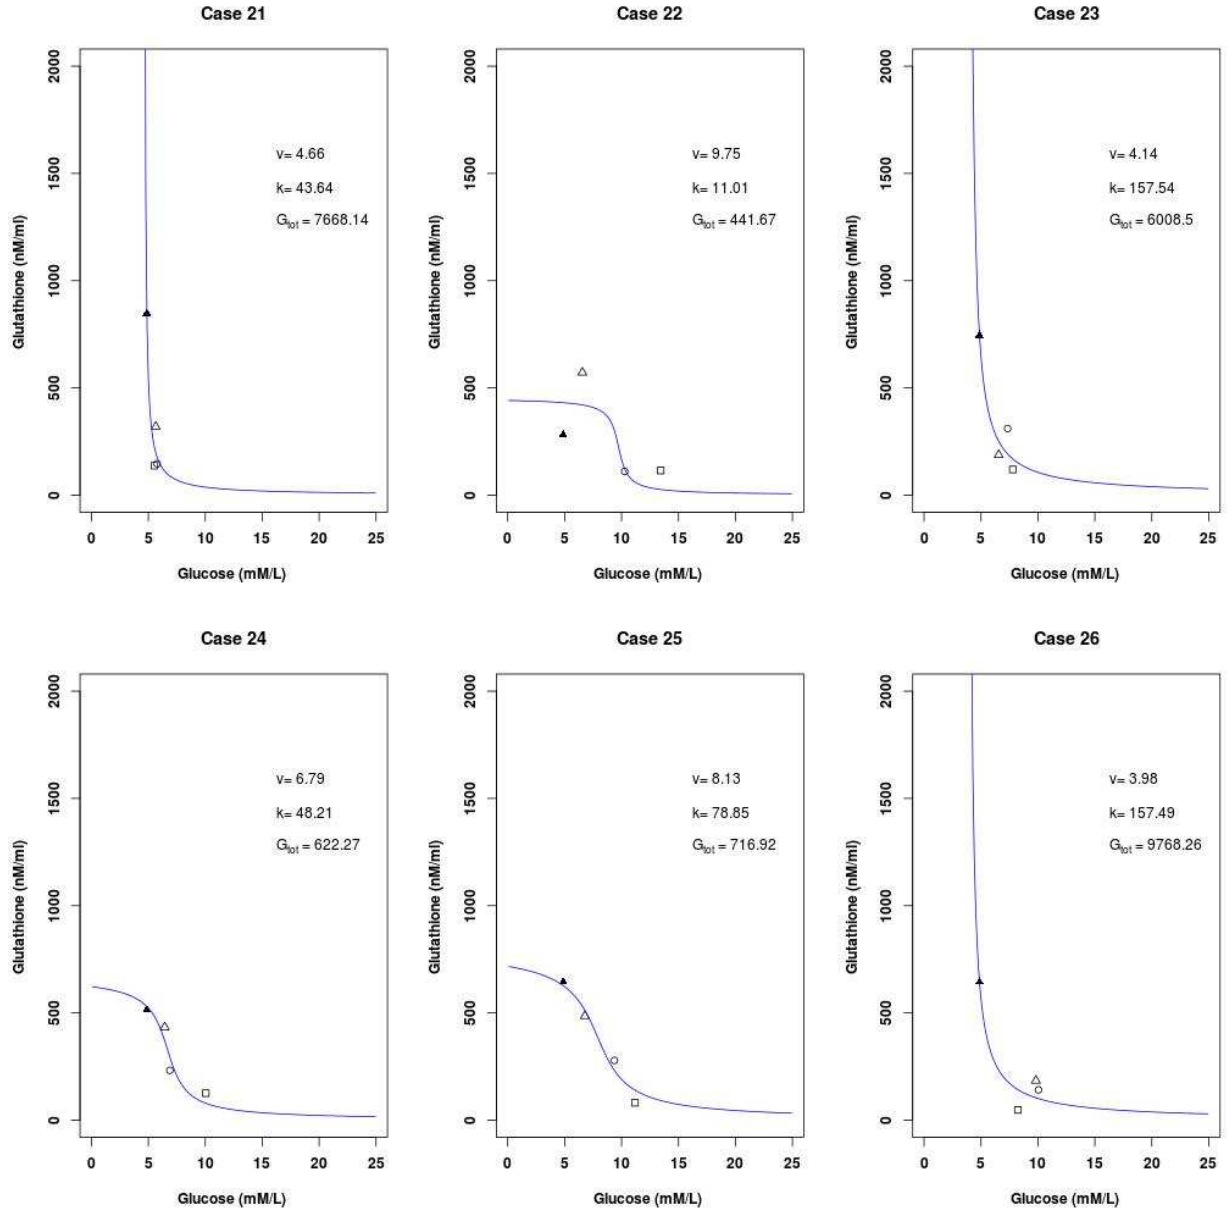 Case 21
Case 22
Case 23
2000
1500
1000
500
0
Glutathione (nM/ml)
v= 4.66
k= 43.64
Gtot = 7668.14
0 5 10 15 20 25
Glucose (mM/L)
2000
1500
1000
500
0
Glutathione (nM/ml)
v= 9.75
k= 11.01
Gtot = 441.67
0 5 10 15 20 25
Glucose (mM/L)
2000
1500
1000
500
0
Glutathione (nM/ml)
v= 4.14
k= 157.54
Gtot = 6008.5
0 5 10 15 20 25
Glucose (mM/L)
Case 24
Case 25
Case 26
2000
1500
1000
500
0
Glutathione (nM/ml)
v= 6.79
k= 48.21
Gtot = 622.27
0 5 10 15 20 25
Glucose (mM/L)
2000
1500
1000
500
0
Glutathione (nM/ml)
v= 8.13
k= 78.85
Gtot = 716.92
0 5 10 15 20 25
Glucose (mM/L)
2000
1500
1000
500
0
Glutathione (nM/ml)
v= 3.98
k= 157.49
Gtot = 9768.26
0 5 10 15 20 25
Glucose (mM/L)